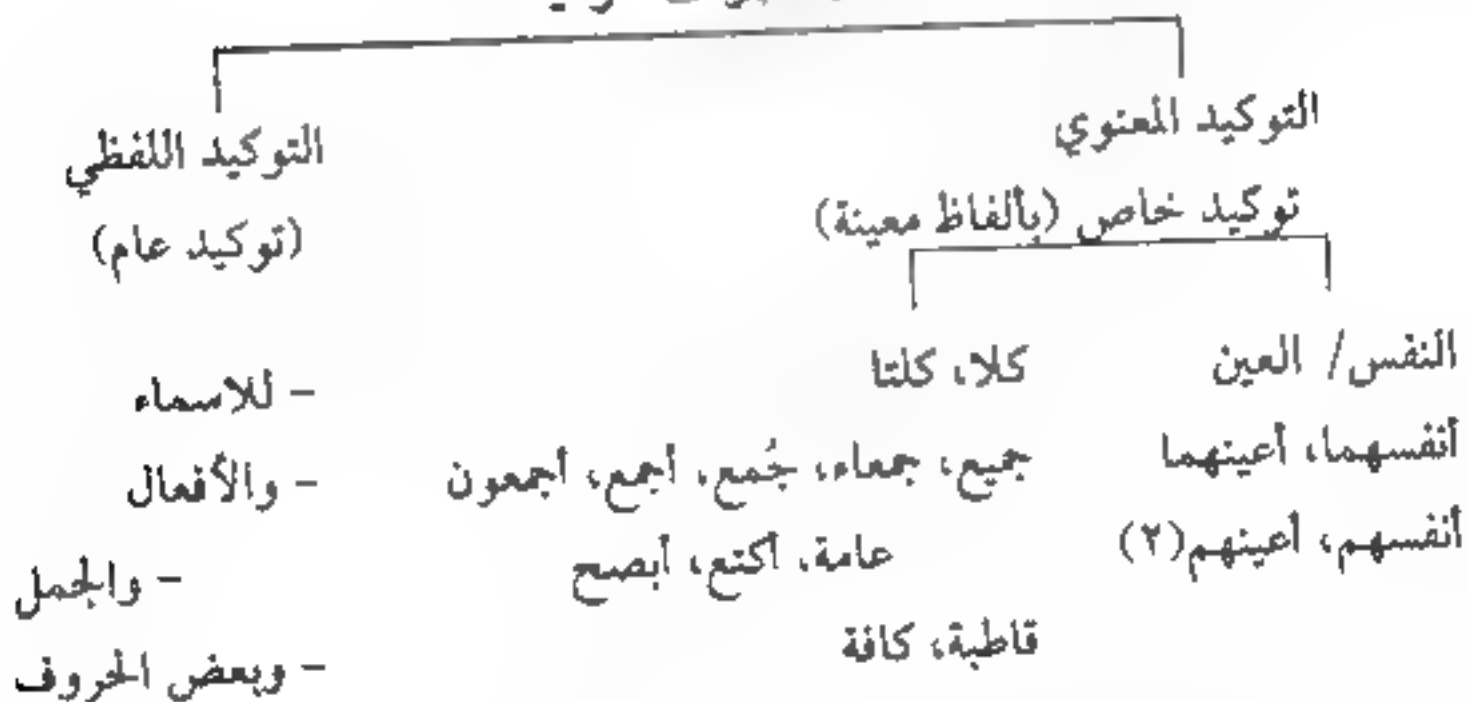 التوكيد المعنوي
التوكيد اللفظي
توكيد خاص (بألفاظ معينة)
(توكيد عام)
النفس/ العين
كلا، كلتا
- للاسماء
أنفسهما، أعينهما
جميع، جمعاء، جُمع، أجمع، أجمعون
- والأفعال
أنفسهم، أعينهم(٢)
عامة، أكتع، أبصح
- والجمل
قاطبة، كافة
- وبعض الحروف